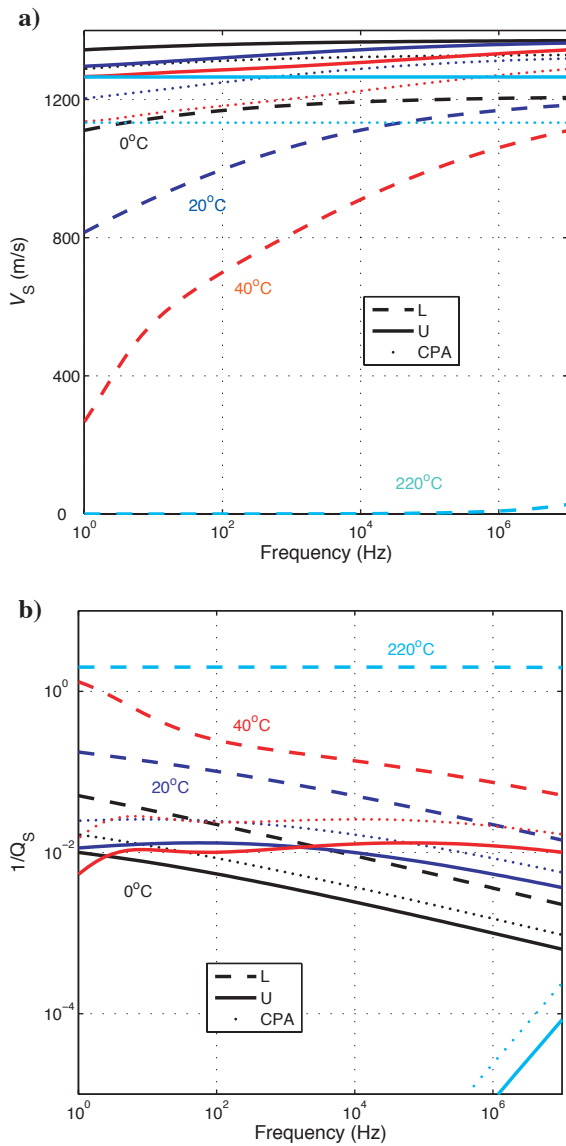 a)
1200
800
400
0
V_S (m/s)
0°C
20°C
40°C
220°C
L
U
CPA
10^0
10^2
10^4
10^6
Frequency (Hz)
b)
10^0
10^-2
10^-4
1/Q_S
220°C
40°C
20°C
0°C
L
U
CPA
10^0
10^2
10^4
10^6
Frequency (Hz)